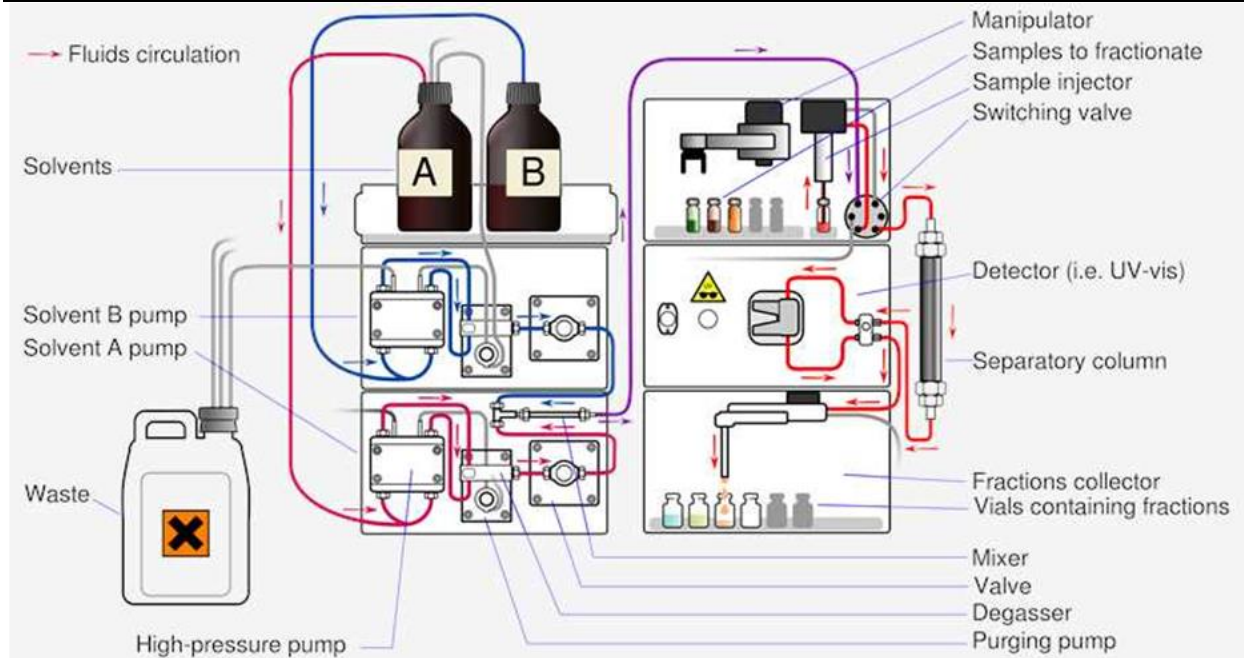 Fluids circulation
Manipulator
Samples to fractionate
Sample injector
Switching valve
Solvents
A
B
Detector (i.e. UV-vis)
Solvent B pump
Solvent A pump
Separatory column
Waste
Fractions collector
Vials containing fractions
Mixer
Valve
Degasser
Purging pump
High-pressure pump